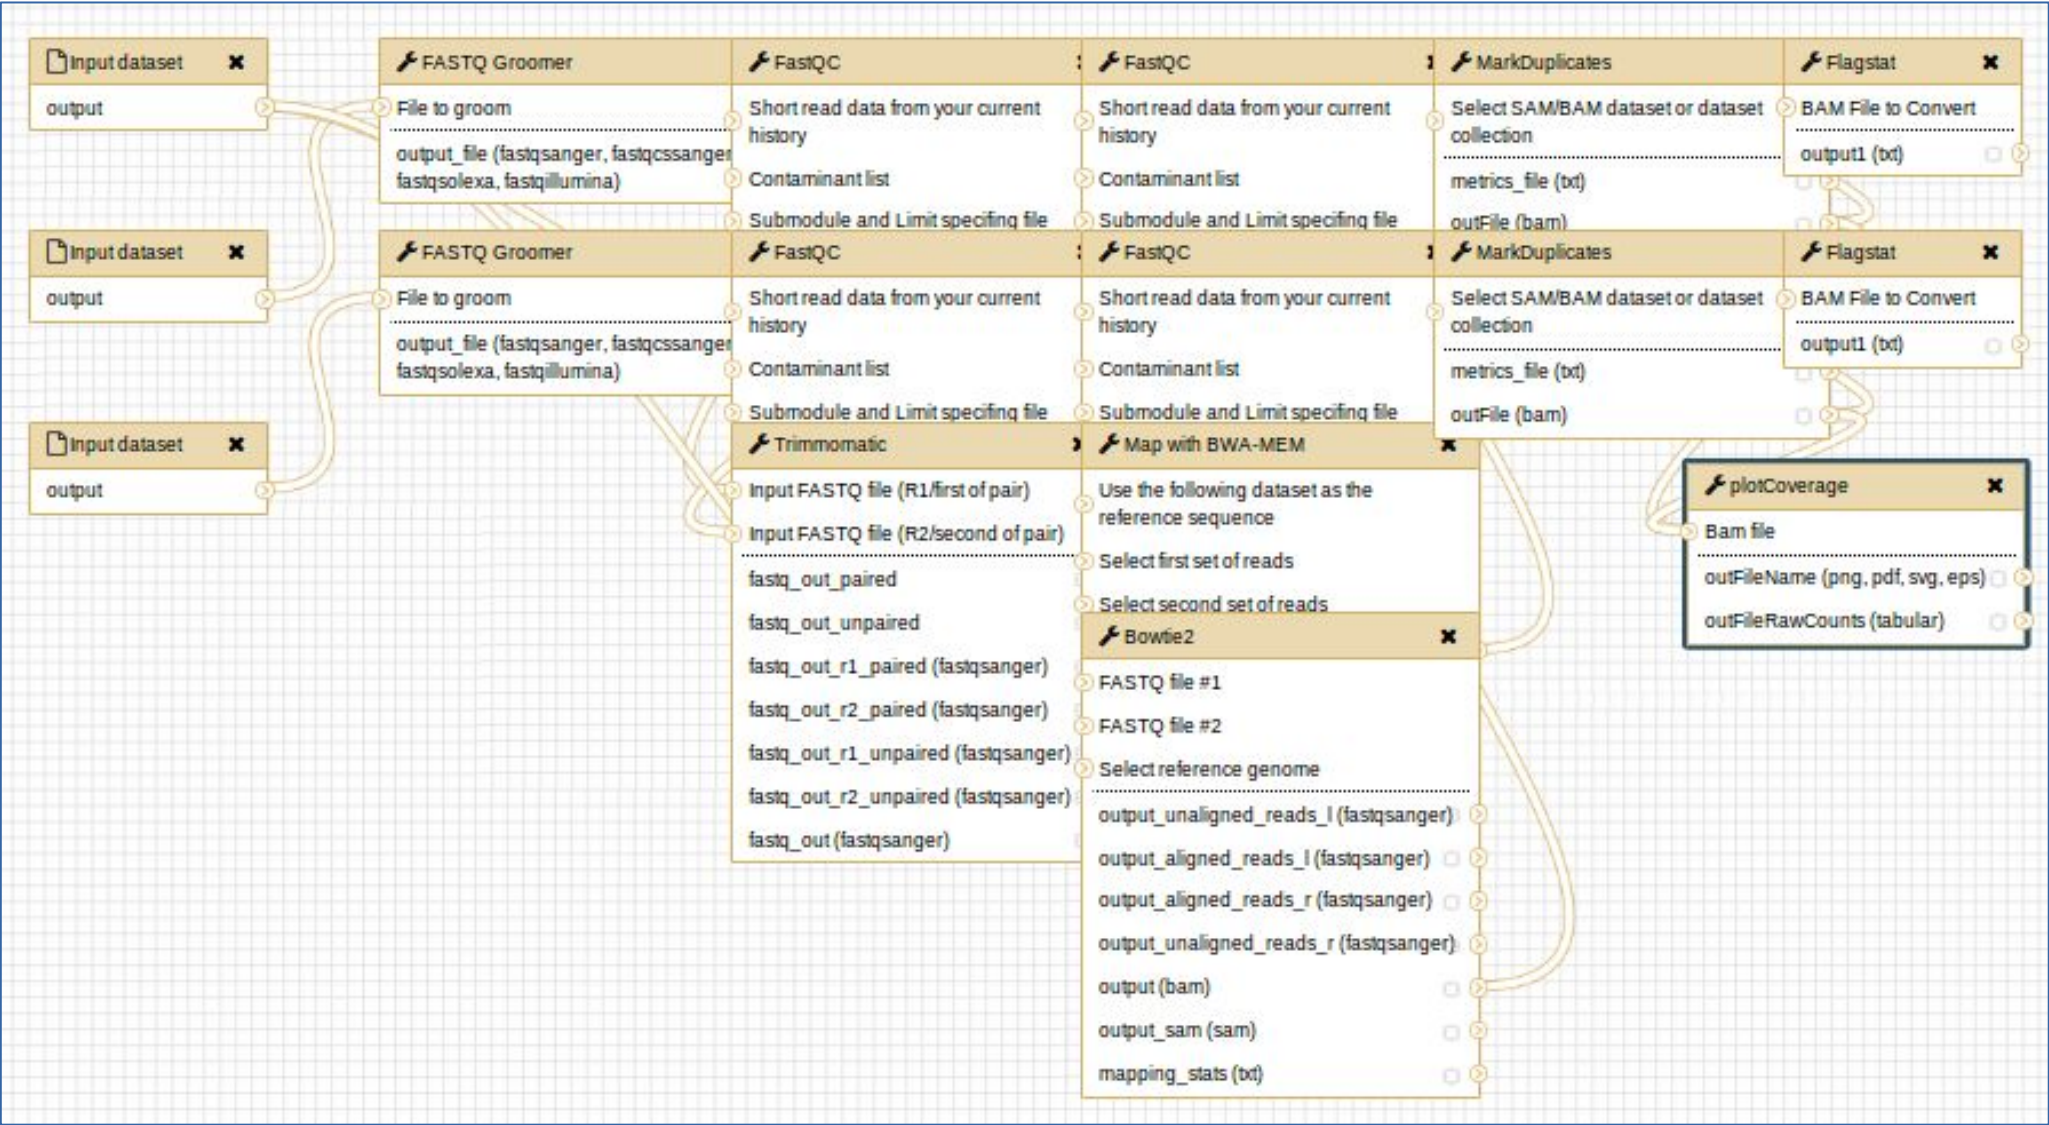 Input dataset
output
Input dataset
output
Input dataset
output
FASTQ Groomer
File to groom
output_file (fastqsanger, fastqcssanger
fastqsolexa, fastqillumina)
FASTQ Groomer
File to groom
output_file (fastqsanger, fastqcssanger
fastqsolexa, fastqillumina)
FastQC
Short read data from your current
history
Contaminant list
Submodule and Limit specifing file
FastQC
Short read data from your current
history
Contaminant list
Submodule and Limit specifing file
Trimmomatic
Input FASTQ file (R1/first of pair)
Input FASTQ file (R2/second of pair)
fastq_out_paired
fastq_out_unpaired
fastq_out_r1_paired (fastqsanger)
fastq_out_r2_paired (fastqsanger)
fastq_out_r1_unpaired (fastqsanger)
fastq_out_r2_unpaired (fastqsanger)
fastq_out (fastqsanger)
FastQC
Short read data from your current
history
Contaminant list
Submodule and Limit specifing file
FastQC
Short read data from your current
history
Contaminant list
Submodule and Limit specifing file
Map with BWA-MEM
Use the following dataset as the
reference sequence
Select first set of reads
Select second set of reads
Bowtie2
FASTQ file #1
FASTQ file #2
Select reference genome
output_unaligned_reads_l (fastqsanger)
output_aligned_reads_l (fastqsanger)
output_aligned_reads_r (fastqsanger)
output_unaligned_reads_r (fastqsanger)
output (bam)
output_sam (sam)
mapping_stats (txt)
MarkDuplicates
Select SAM/BAM dataset or dataset
collection
metrics_file (txt)
outFile (bam)
MarkDuplicates
Select SAM/BAM dataset or dataset
collection
metrics_file (txt)
outFile (bam)
Flagstat
BAM File to Convert
output1 (txt)
Flagstat
BAM File to Convert
output1 (txt)
plotCoverage
Bam file
outFileName (png, pdf, svg, eps)
outFileRawCounts (tabular)